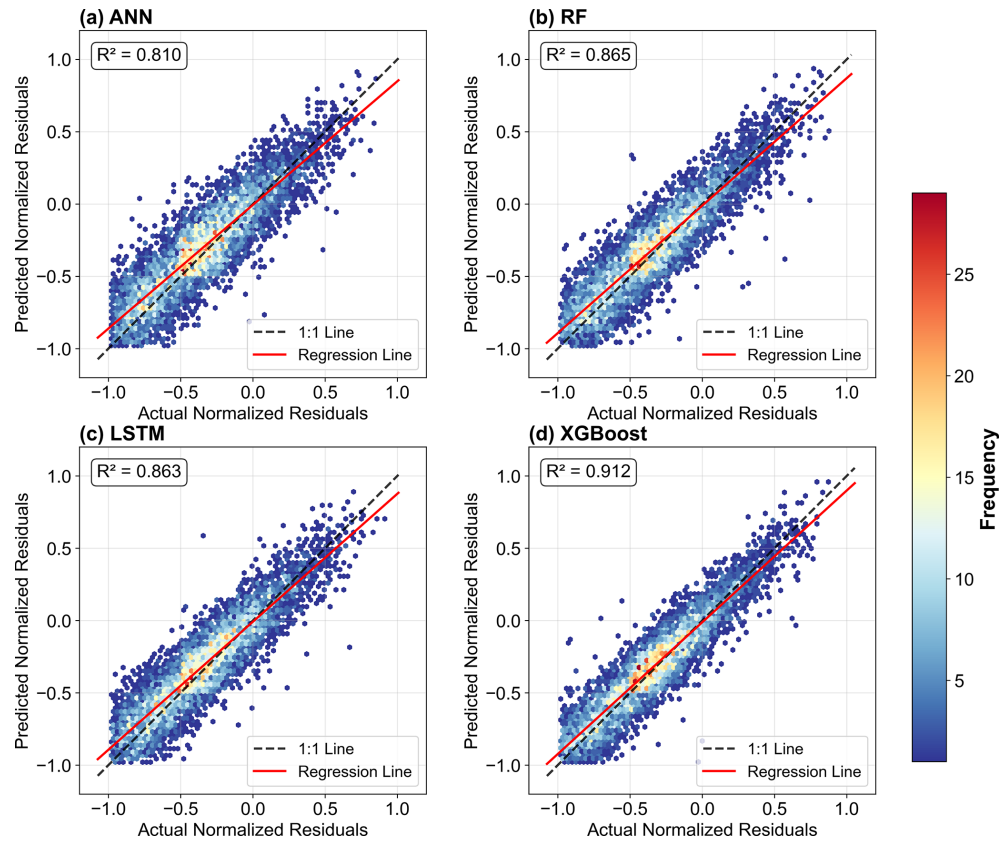 (a) ANN
R² = 0.810
1.0
0.5
0.0
−0.5
−1.0
Predicted Normalized Residuals
1:1 Line
Regression Line
−1.0 −0.5 0.0 0.5 1.0
Actual Normalized Residuals
(b) RF
R² = 0.865
1.0
0.5
0.0
−0.5
−1.0
Predicted Normalized Residuals
1:1 Line
Regression Line
−1.0 −0.5 0.0 0.5 1.0
Actual Normalized Residuals
(c) LSTM
R² = 0.863
1.0
0.5
0.0
−0.5
−1.0
Predicted Normalized Residuals
1:1 Line
Regression Line
−1.0 −0.5 0.0 0.5 1.0
Actual Normalized Residuals
(d) XGBoost
R² = 0.912
1.0
0.5
0.0
−0.5
−1.0
Predicted Normalized Residuals
1:1 Line
Regression Line
−1.0 −0.5 0.0 0.5 1.0
Actual Normalized Residuals
25
20
15
10
5
Frequency